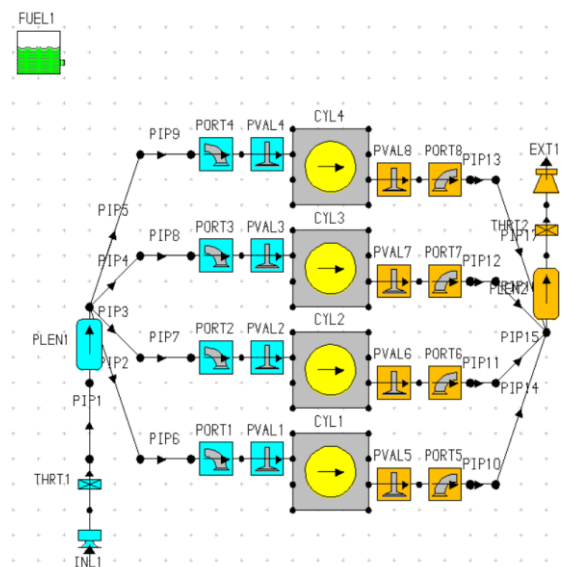 FUEL1
CYL4
PIP9 PORT4 PVAL4 PVAL8 PORT8 PIP13 EXT1
PIP5
CYL3
PIP8 PORT3 PVAL3 PVAL7 PORT7 PIP12 THRT2
PIP4
PIP3
CYL2
PLEN1 PIP7 PORT2 PVAL2 PVAL6 PORT6 PIP11 PIP15
PIP2
PIP14
PIP1
CYL1
PIP6 PORT1 PVAL1 PVAL5 PORT5 PIP10
THRT1
INL1